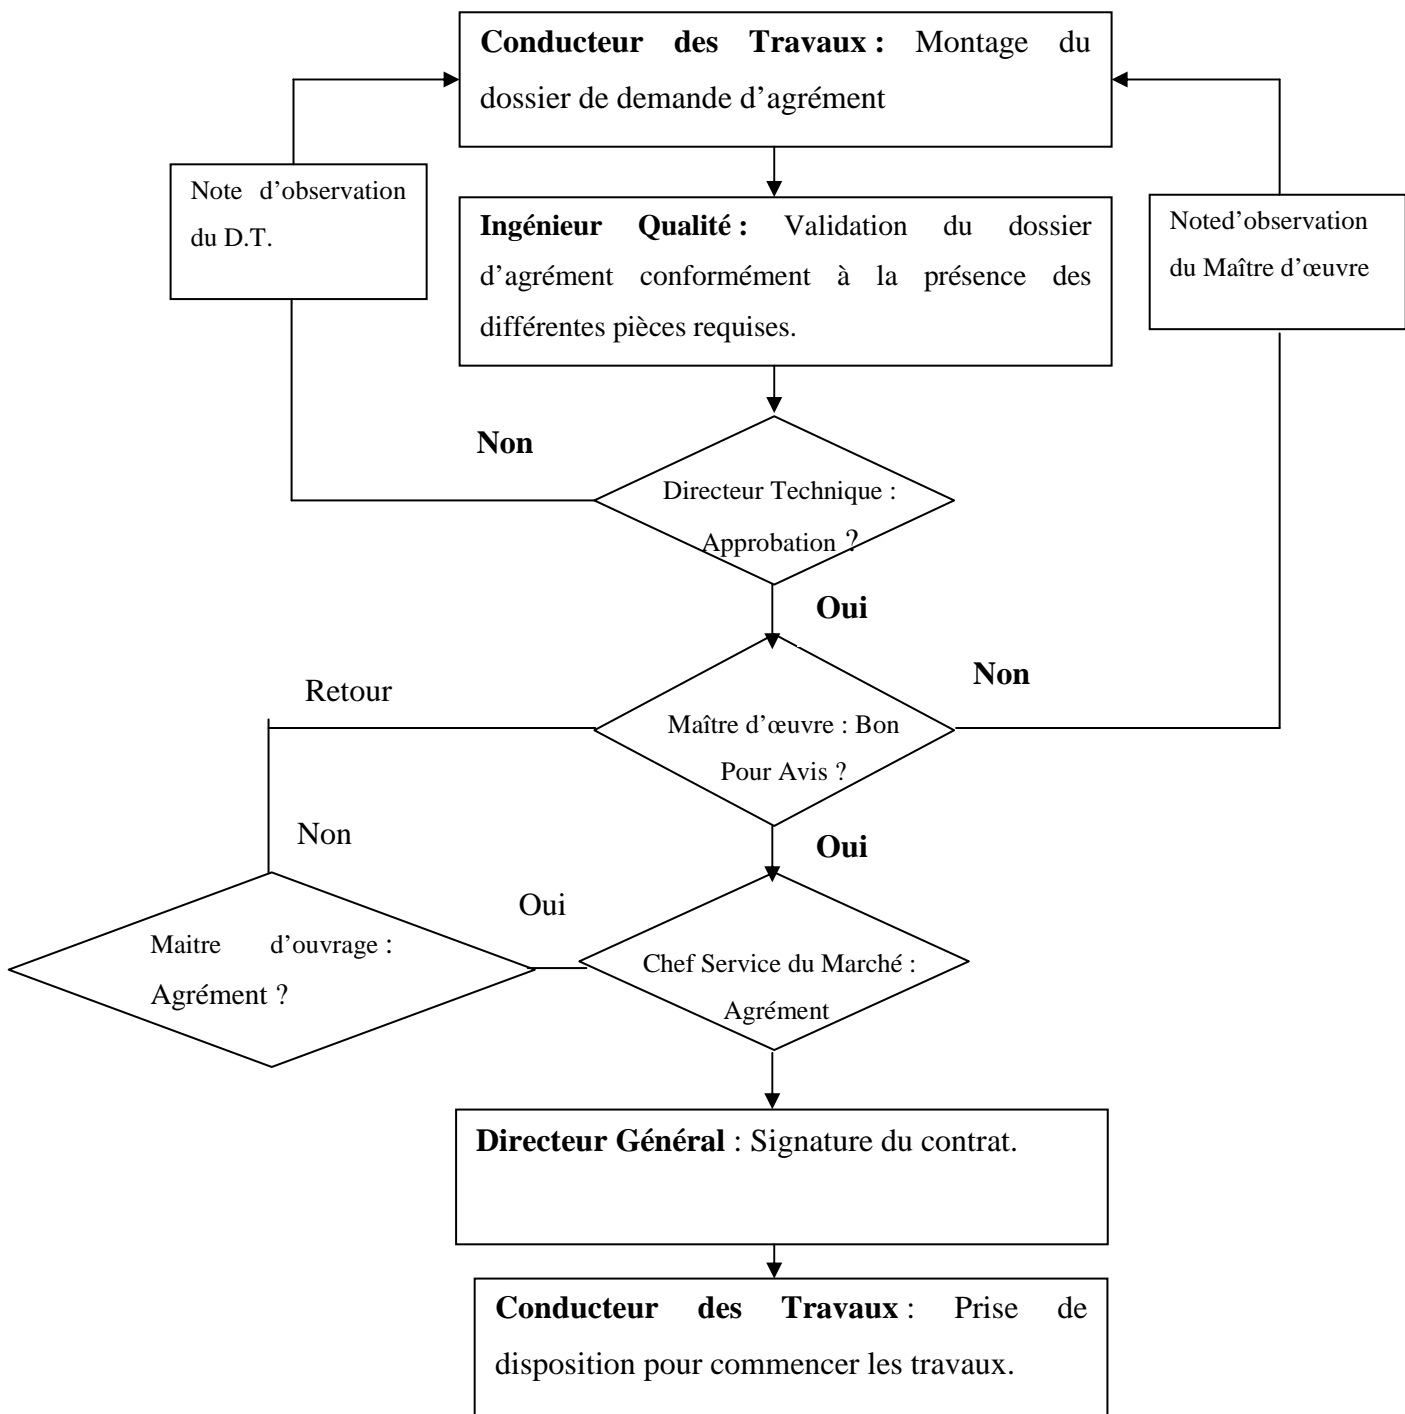 Conducteur des Travaux : Montage du
dossier de demande d’agrément
Note d’observation
du D.T.
Ingénieur Qualité : Validation du dossier
d’agrément conformément à la présence des
différentes pièces requises.
Noted’observation
du Maître d’œuvre
Non
Directeur Technique :
Approbation ?
Oui
Retour
Non
Maître d’œuvre : Bon
Pour Avis ?
Non
Oui
Oui
Maitre d’ouvrage :
Agrément ?
Chef Service du Marché :
Agrément
Directeur Général : Signature du contrat.
Conducteur des Travaux : Prise de
disposition pour commencer les travaux.